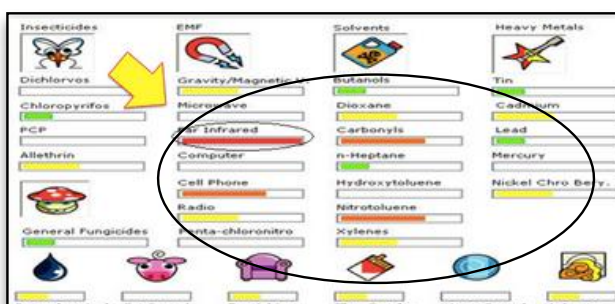 Insecticides EMF Solvents Heavy Metals
Dichlorvos Gravity/Magnetic Butanols Tin
Chloropyrifos Microwave Dioxane Cadmium
PCP Far Infrared Carbonyls Lead
Allethrin Computer n-Heptane Mercury
Cell Phone Hydroxytoluene Nickel Chro Bery.
Radio Nitrotoluene
General Fungicides Penta-chloronitro Xylenes